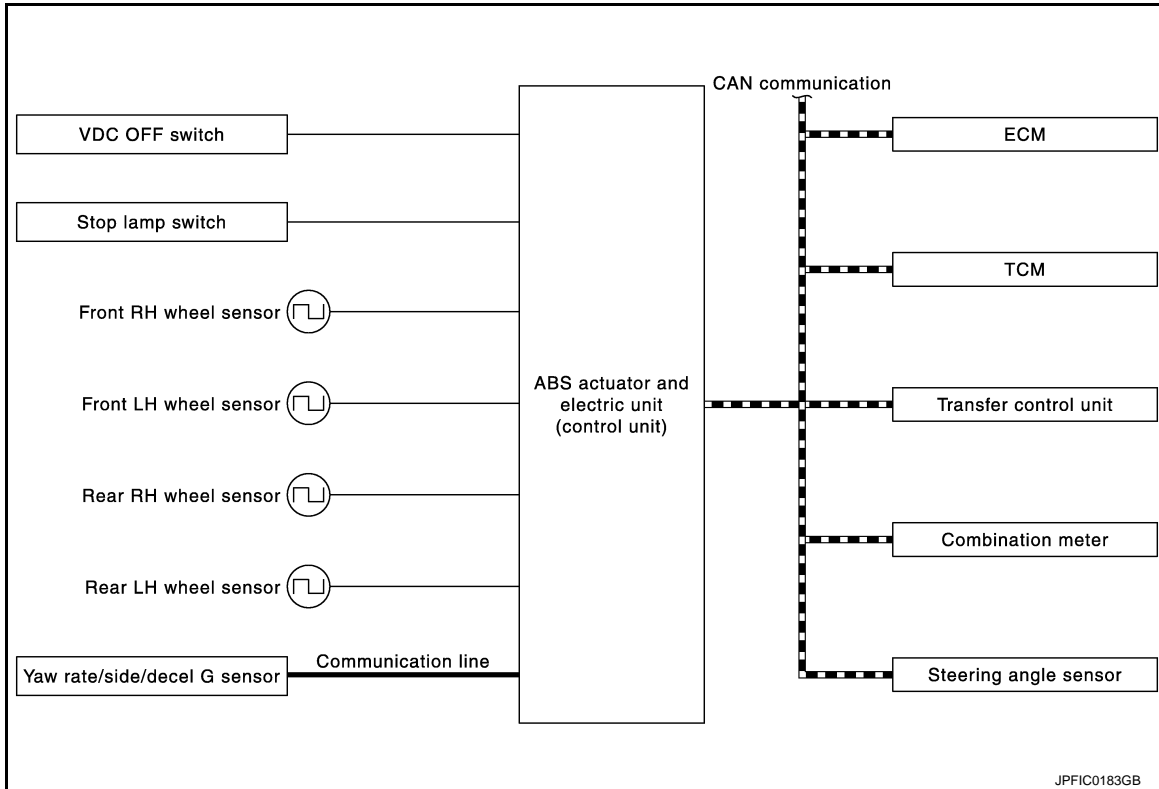 CAN communication
VDC OFF switch
ECM
Stop lamp switch
TCM
Front RH wheel sensor
ABS actuator and
electric unit
(control unit)
Front LH wheel sensor
Transfer control unit
Rear RH wheel sensor
Combination meter
Rear LH wheel sensor
Communication line
Yaw rate/side/decel G sensor
Steering angle sensor
JPFIC0183GB